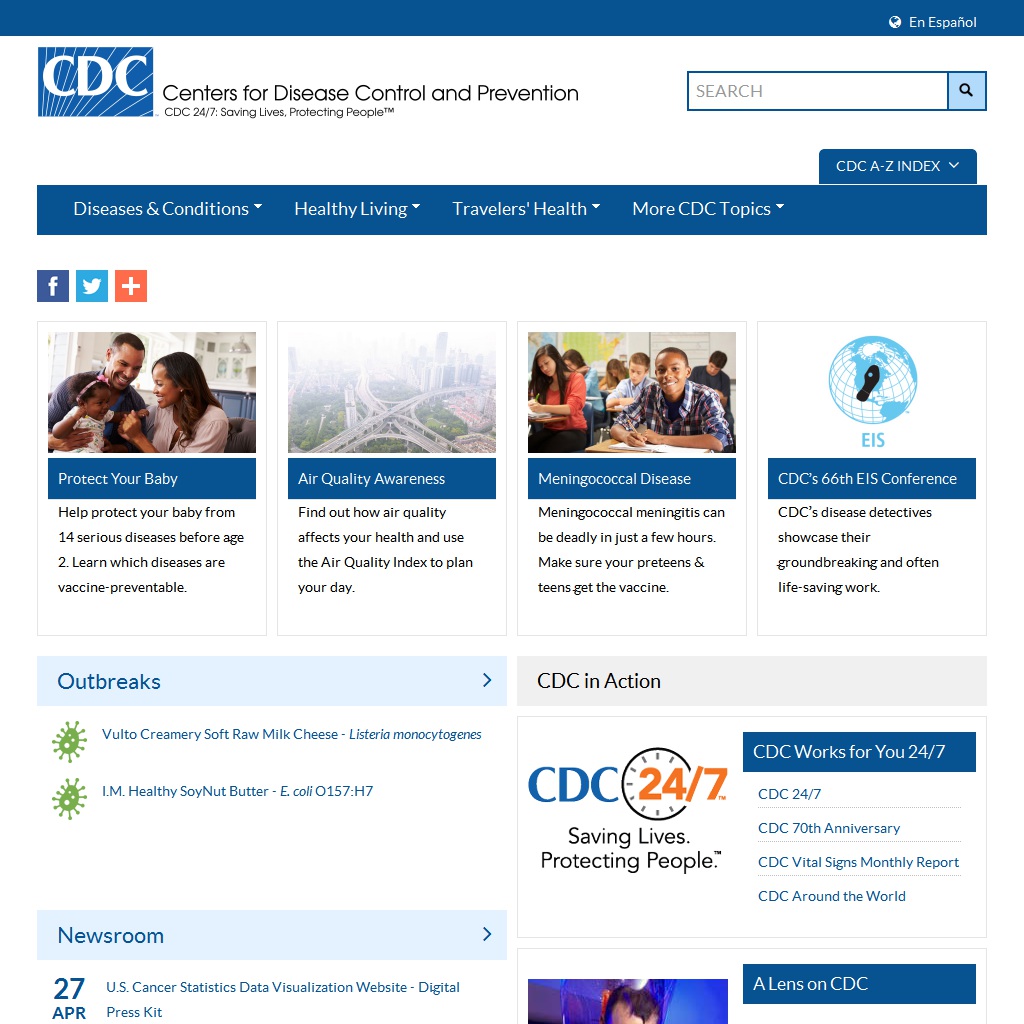 En Español
CDC
Centers for Disease Control and Prevention
CDC 24/7: Saving Lives, Protecting People™
SEARCH
CDC A-Z INDEX
Diseases & Conditions
Healthy Living
Travelers' Health
More CDC Topics
Protect Your Baby
Help protect your baby from
14 serious diseases before age
2. Learn which diseases are
vaccine-preventable.
Air Quality Awareness
Find out how air quality
affects your health and use
the Air Quality Index to plan
your day.
Meningococcal Disease
Meningococcal meningitis can
be deadly in just a few hours.
Make sure your preteens &
teens get the vaccine.
EIS
CDC’s 66th EIS Conference
CDC’s disease detectives
showcase their
groundbreaking and often
life-saving work.
Outbreaks
Vulto Creamery Soft Raw Milk Cheese - Listeria monocytogenes
I.M. Healthy SoyNut Butter - E. coli O157:H7
CDC in Action
CDC 24/7™
Saving Lives.
Protecting People.™
CDC Works for You 24/7
CDC 24/7
CDC 70th Anniversary
CDC Vital Signs Monthly Report
CDC Around the World
Newsroom
27
APR
U.S. Cancer Statistics Data Visualization Website - Digital
Press Kit
A Lens on CDC